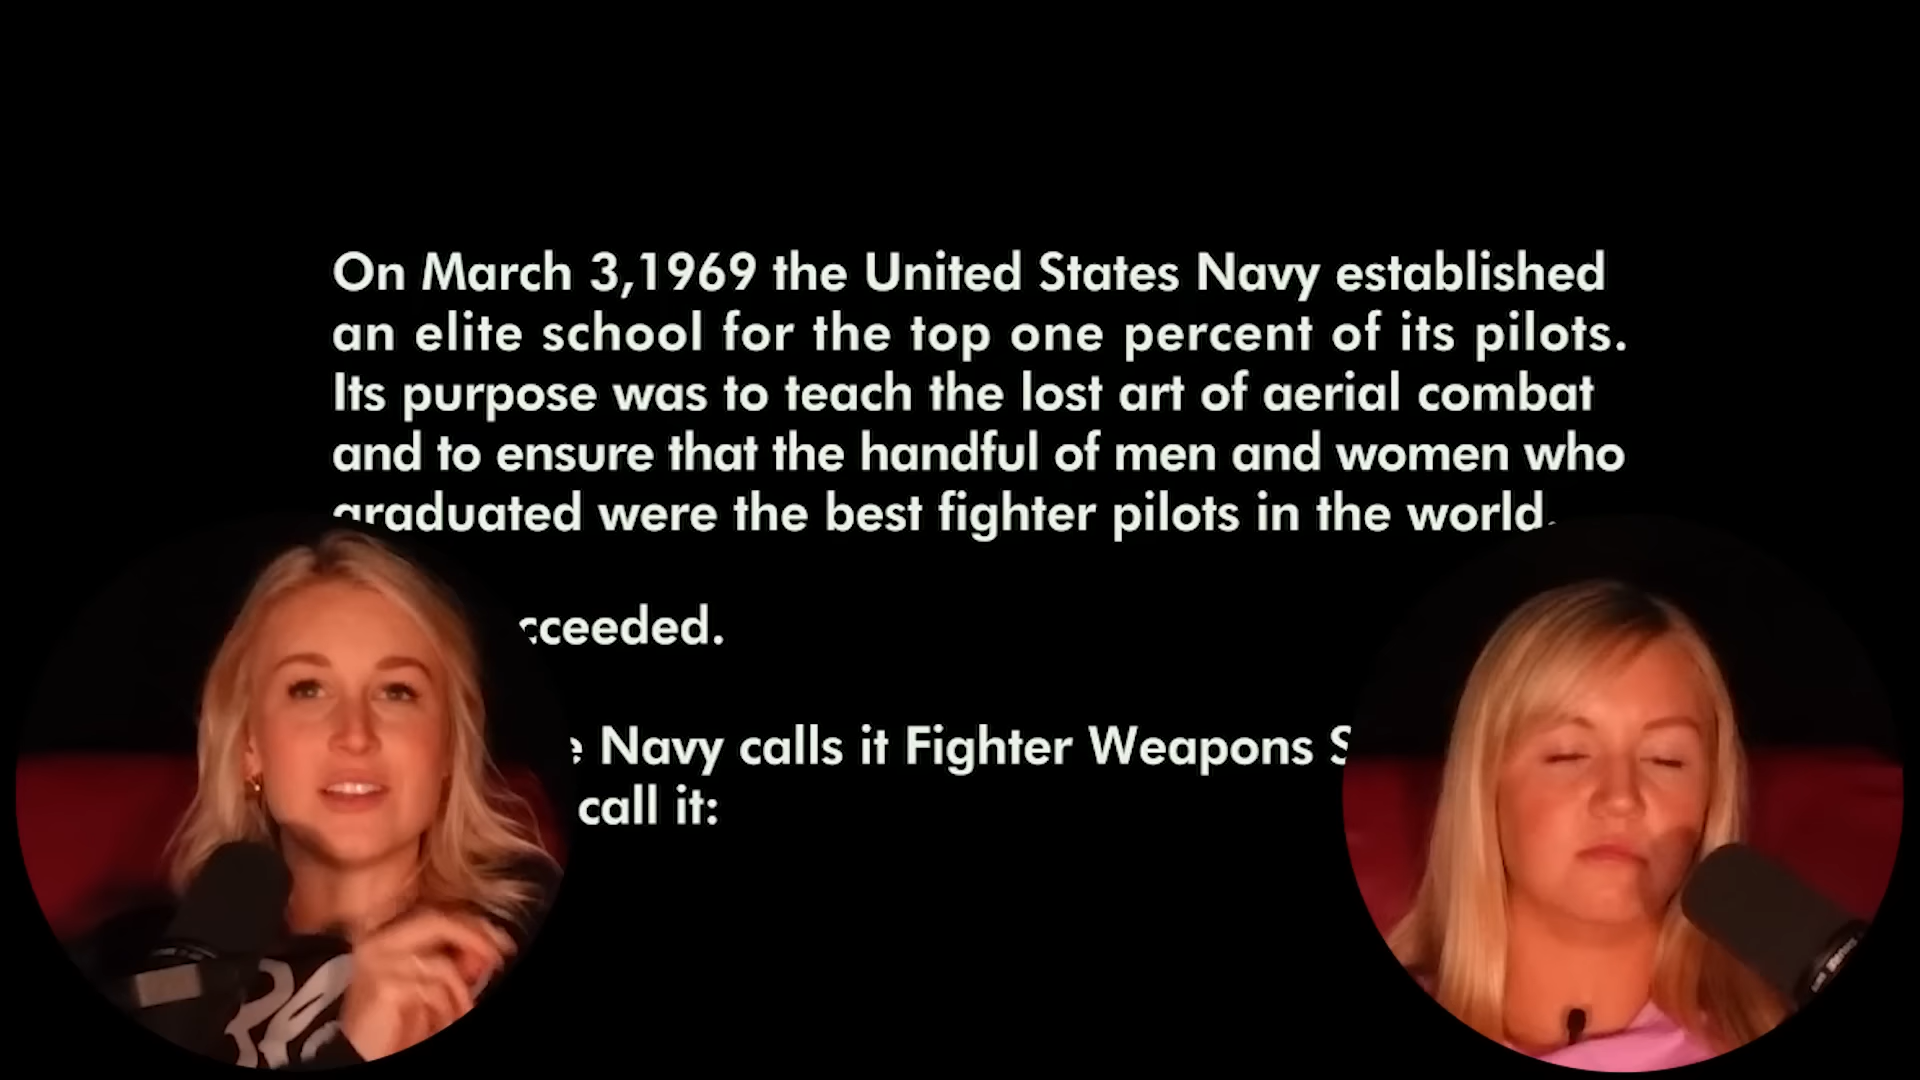 On March 3,1969 the United States Navy established
an elite school for the top one percent of its pilots.
Its purpose was to teach the lost art of aerial combat
and to ensure that the handful of men and women who
graduated were the best fighter pilots in the world.
cceeded.
Navy calls it Fighter Weapons
call it: